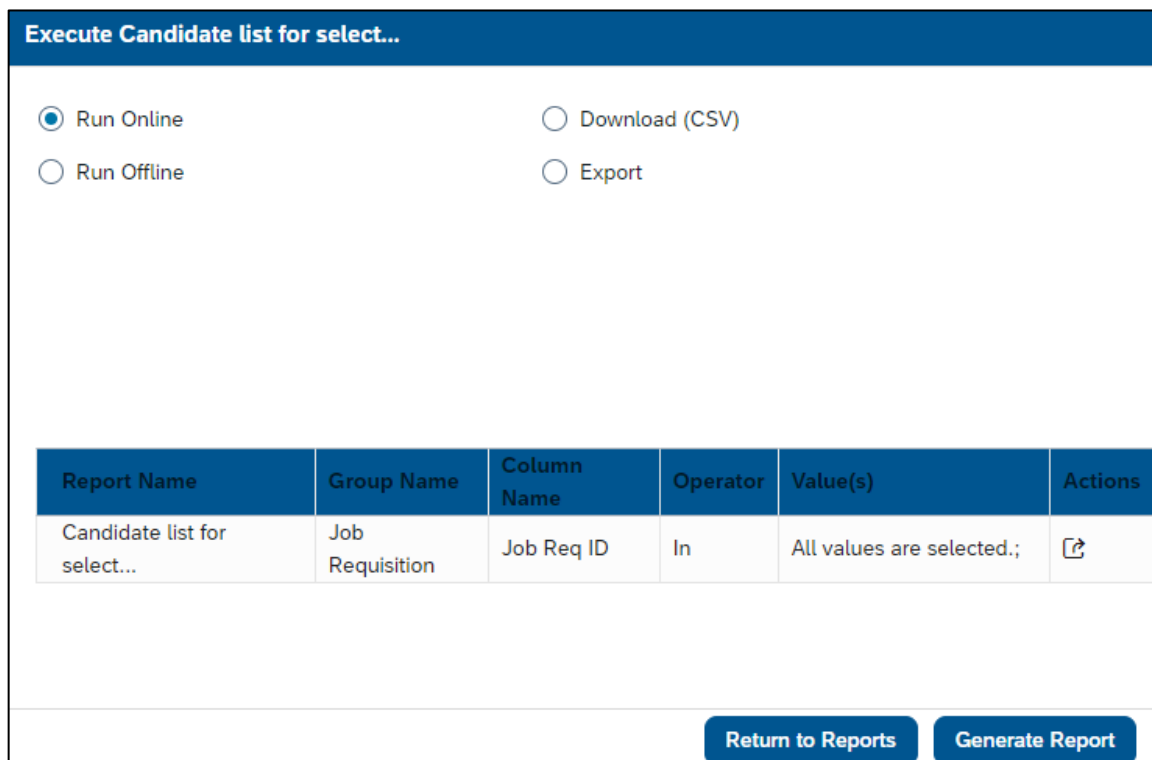 Execute Candidate list for select...
Run Online
Download (CSV)
Run Offline
Export
Report Name
Group Name
Column
Name
Operator
Value(s)
Actions
Candidate list for
select...
Job
Requisition
Job Req ID
In
All values are selected.;
Return to Reports
Generate Report